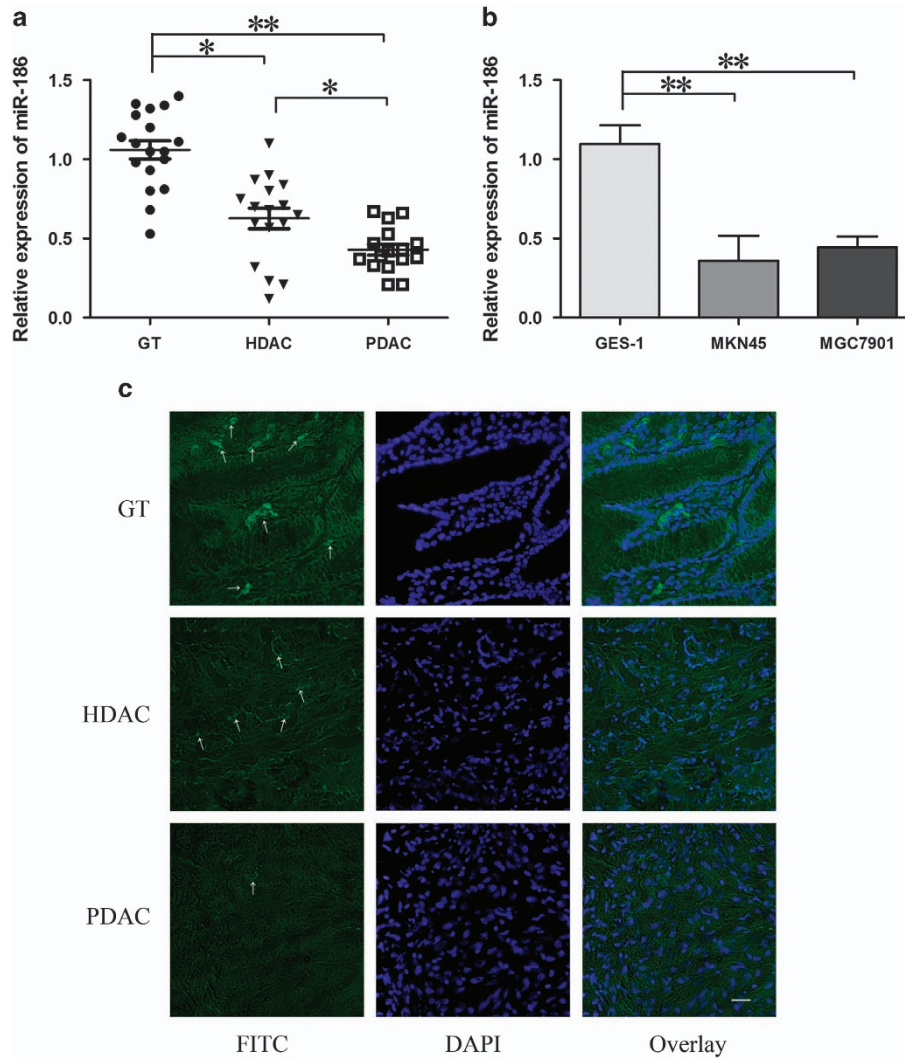 a
**
*
*
Relative expression of miR-186
1.5
1.0
0.5
0.0
GT
HDAC
PDAC
b
**
**
Relative expression of miR-186
1.5
1.0
0.5
0.0
GES-1
MKN45
MGC7901
c
GT
HDAC
PDAC
FITC
DAPI
Overlay